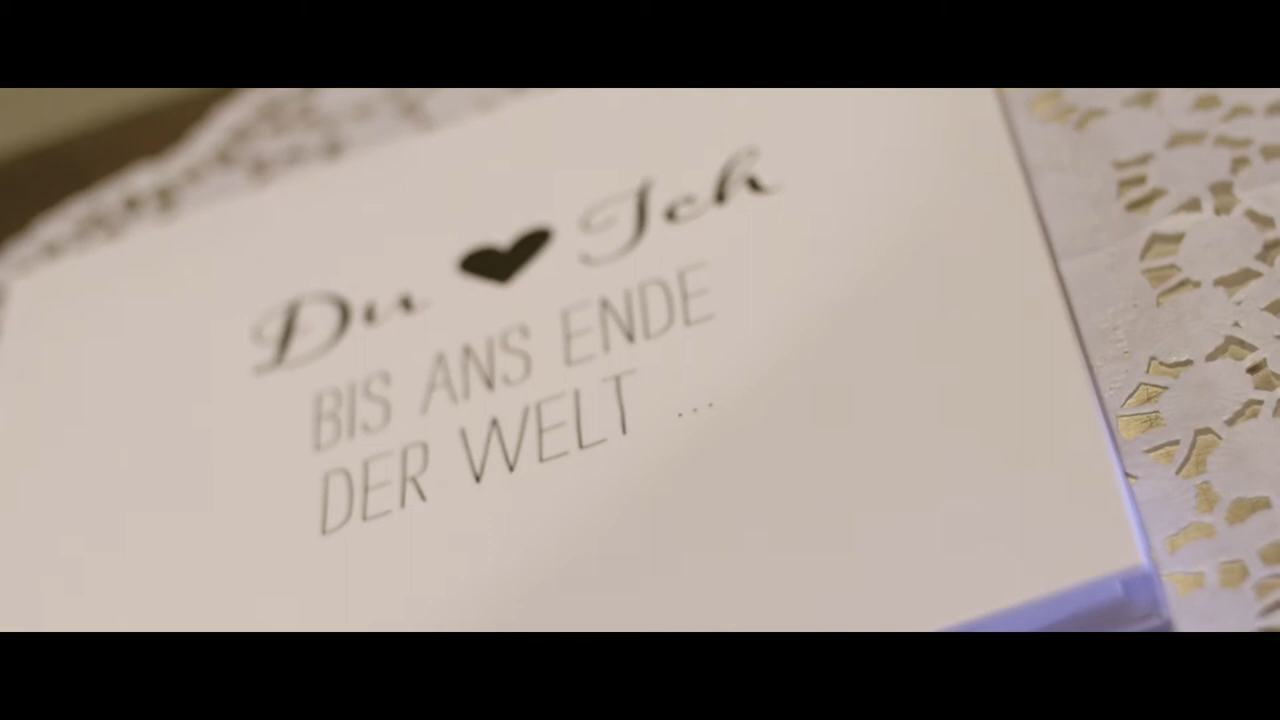 Du ♥ Ich
BIS ANS ENDE
DER WELT ...